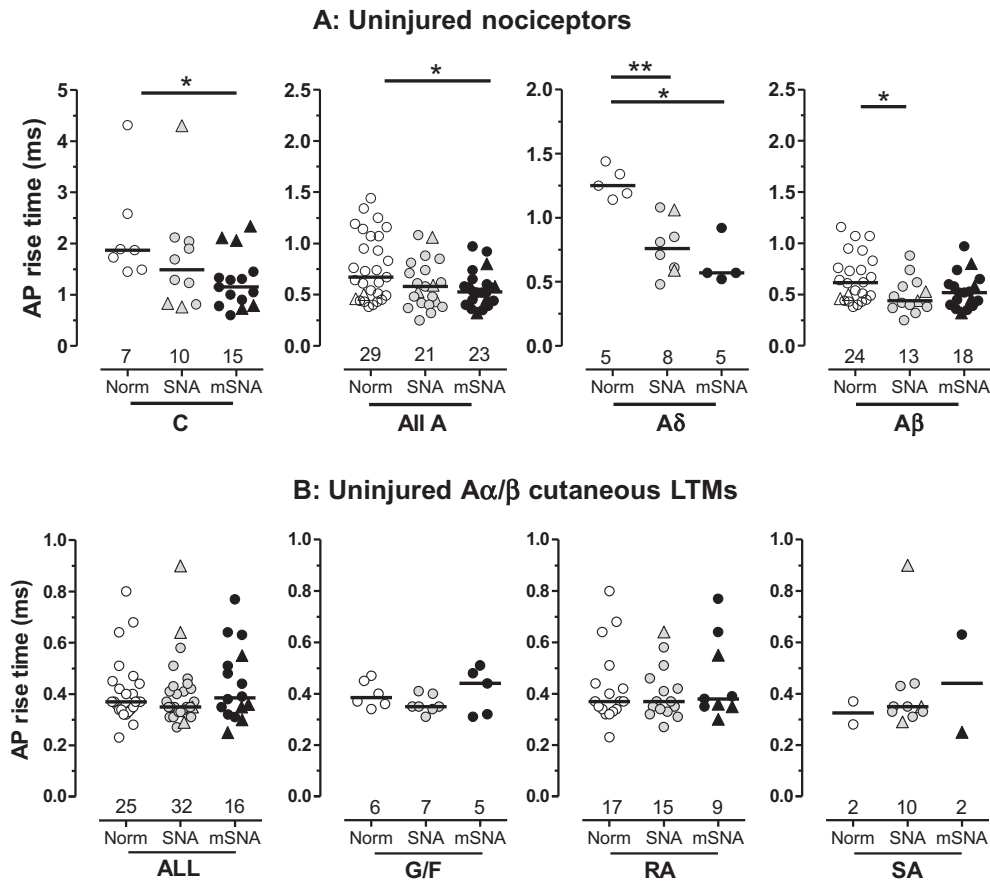 A: Uninjured nociceptors
* * ** * *
AP rise time (ms)
5 2.5 2.0 2.5
4 2.0 2.0
1.5
3 1.5 1.5
1.0
2 1.0 1.0
1 0.5 0.5 0.5
0 0.0 0.0 0.0
7 10 15 29 21 23 5 8 5 24 13 18
Norm SNA mSNA Norm SNA mSNA Norm SNA mSNA Norm SNA mSNA
C All A Aδ Aβ
B: Uninjured Aα/β cutaneous LTMs
AP rise time (ms)
1.0 1.0 1.0 1.0
0.8 0.8 0.8 0.8
0.6 0.6 0.6 0.6
0.4 0.4 0.4 0.4
0.2 0.2 0.2 0.2
0.0 0.0 0.0 0.0
25 32 16 6 7 5 17 15 9 2 10 2
Norm SNA mSNA Norm SNA mSNA Norm SNA mSNA Norm SNA mSNA
ALL G/F RA SA